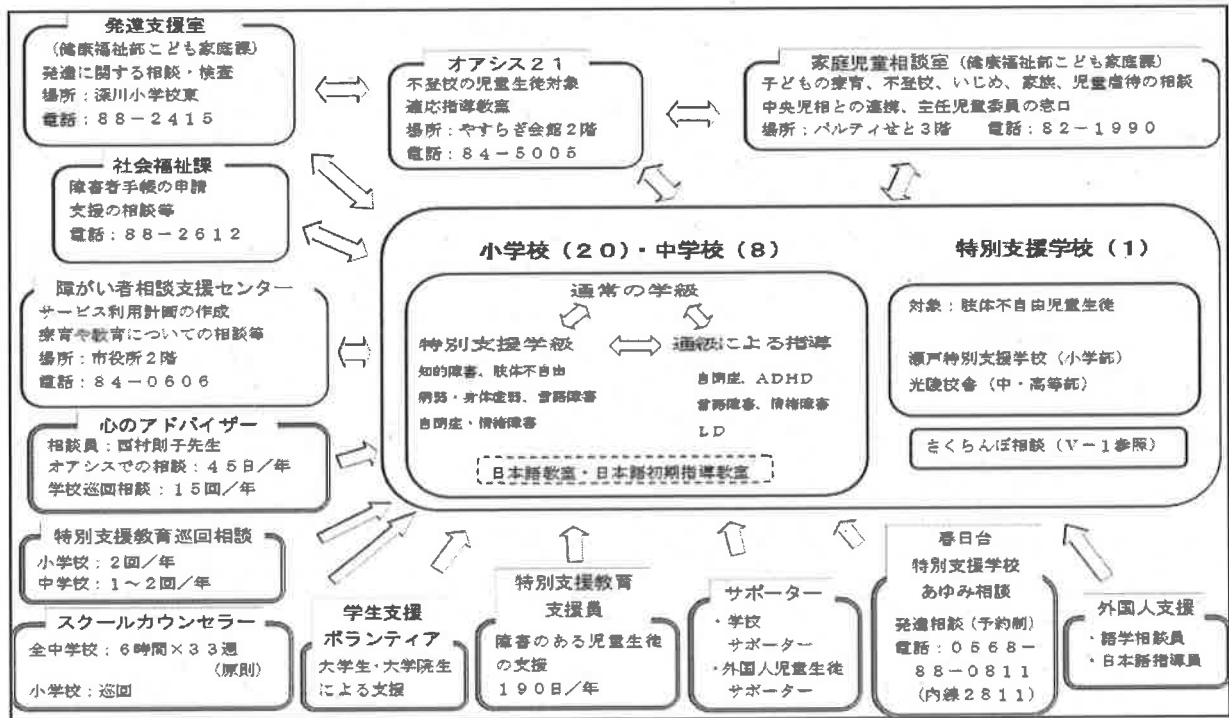 発達支援室
(健康福祉部こども家庭課)
発達に関する相談・検査
場所：深川小学校東
電話：88－2415
オアシス21
不登校の児童生徒対象
適応指導教室
場所：やすらぎ会館2階
電話：84－5005
家庭児童相談室（健康福祉部こども家庭課）
子どもの療育、不登校、いじめ、家族、児童虐待の相談
中央児相との連携、主任児童委員の窓口
場所：パルティせと3階　電話：82－1990
社会福祉課
障害者手帳の申請
支援の相談等
電話：88－2612
障がい者相談支援センター
サービス利用計画の作成
療育や教育についての相談等
場所：市役所2階
電話：84－0606
心のアドバイザー
相談員：西村則子先生
オアシスでの相談：45日／年
学校巡回相談：15回／年
特別支援教育巡回相談
小学校：2回／年
中学校：1～2回／年
スクールカウンセラー
全中学校：6時間×33週
（原則）
小学校：巡回
小学校（20）・中学校（8）
通常の学級
特別支援学級
知的障害、肢体不自由
病弱・身体虚弱、言語障害
自閉症・情緒障害
通級による指導
自閉症、ADHD
言語障害、情緒障害
LD
日本語教室・日本語初期指導教室
特別支援学校（1）
対象：肢体不自由児童生徒
瀬戸特別支援学校（小学部）
光陵校舎（中・高等部）
さくらんぼ相談（V－1参照）
学生支援
ボランティア
大学生・大学院生
による支援
特別支援教育
支援員
障害のある児童生徒
の支援
190日／年
サポーター
・学校
サポーター
・外国人児童生徒
サポーター
春日台
特別支援学校
あゆみ相談
発達相談（予約制）
電話：0568－
88－0811
（内線2811）
外国人支援
・語学相談員
・日本語指導員